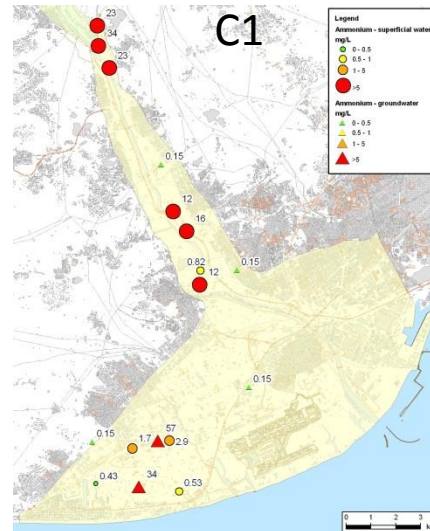 C1
23
34
23
0.15
12
16
0.82
0.15
12
0.15
57
0.15
1.7
2.9
0.43
34
0.53
Legend
Ammonium - superficial water
mg/L
0 - 0.5
0.5 - 1
1 - 5
>5
Ammonium - groundwater
mg/L
0 - 0.5
0.5 - 1
1 - 5
>5
0 1 2 3